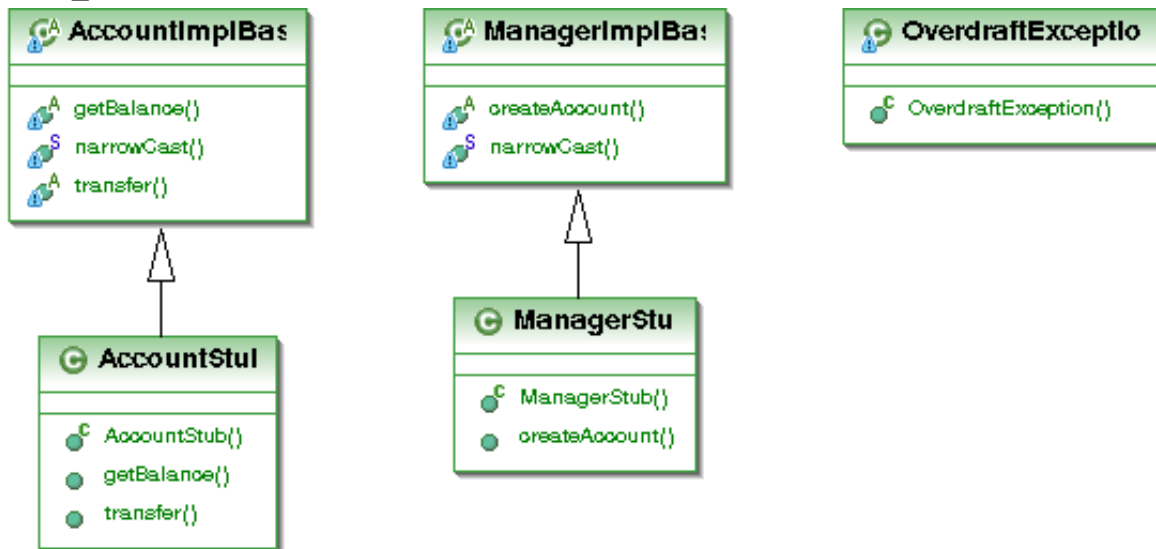 AccountImplBas
getBalance()
narrowCast()
transfer()
ManagerImplBas
createAccount()
narrowCast()
OverdraftExceptio
OverdraftException()
AccountStul
AccountStub()
getBalance()
transfer()
ManagerStu
ManagerStub()
createAccount()